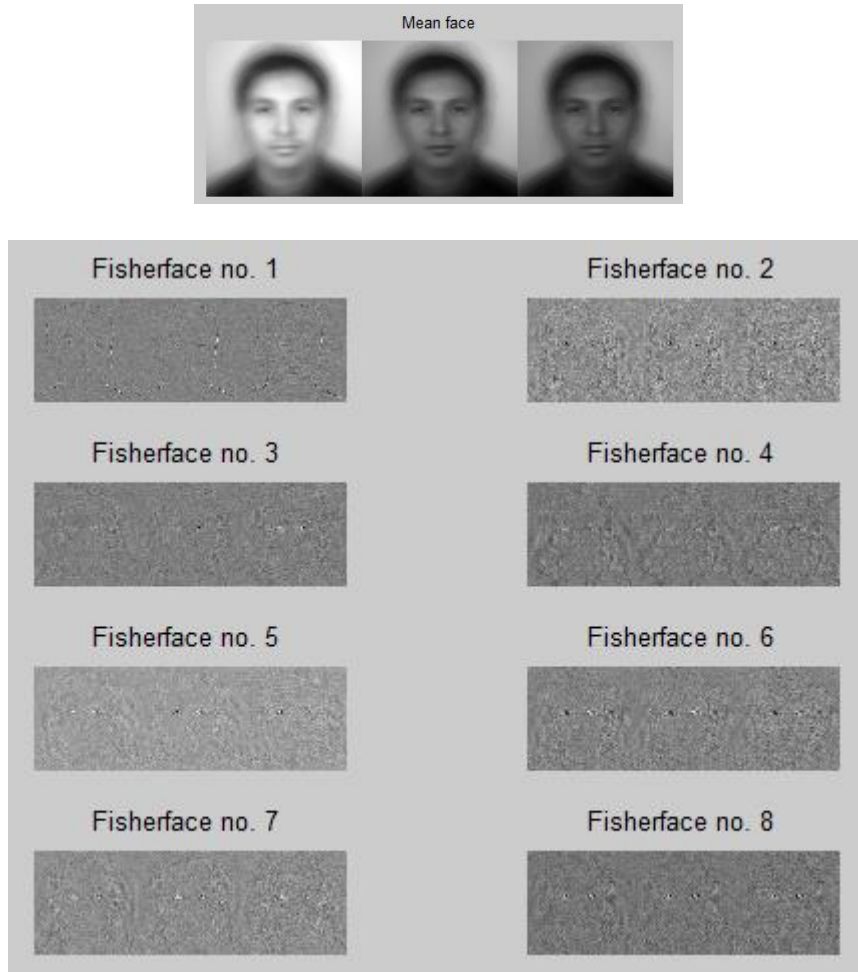 Mean face
Fisherface no. 1
Fisherface no. 2
Fisherface no. 3
Fisherface no. 4
Fisherface no. 5
Fisherface no. 6
Fisherface no. 7
Fisherface no. 8